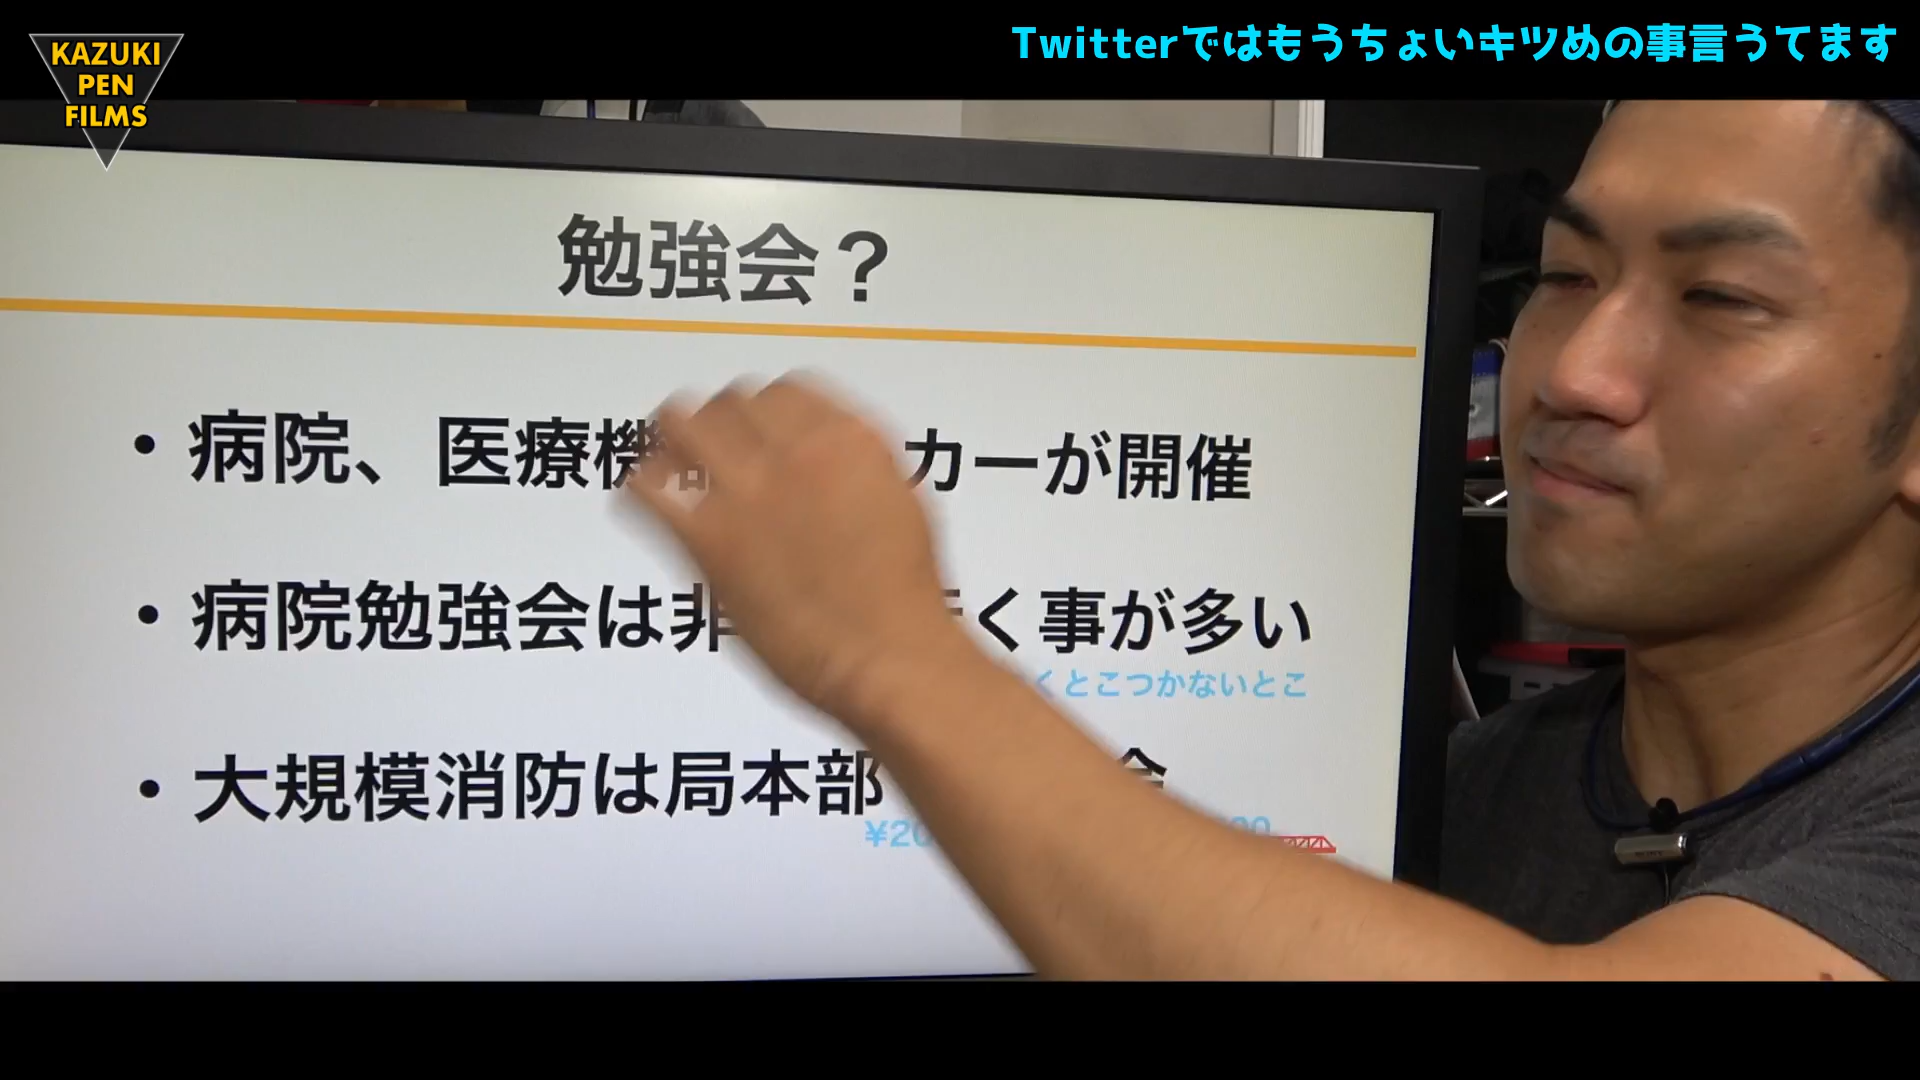 KAZUKI
PEN
FILMS
Twitterではもうちょいキツめの事言うてます
勉強会？
・病院、医療機 カーが開催
・病院勉強会は非 く事が多い
くとこつかないとこ
・大規模消防は局本部 会
¥20